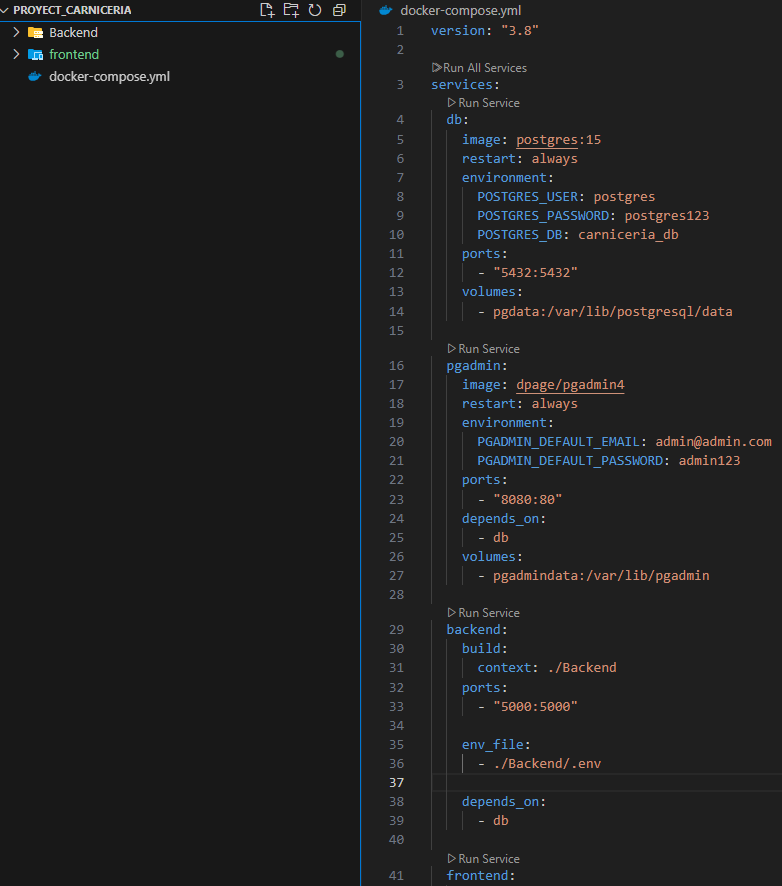 PROYECT_CARNICERIA
Backend
frontend
docker-compose.yml
docker-compose.yml
1 version: "3.8"
2
Run All Services
3 services:
Run Service
4 db:
5 image: postgres:15
6 restart: always
7 environment:
8 POSTGRES_USER: postgres
9 POSTGRES_PASSWORD: postgres123
10 POSTGRES_DB: carniceria_db
11 ports:
12 - "5432:5432"
13 volumes:
14 - pgdata:/var/lib/postgresql/data
15
Run Service
16 pgadmin:
17 image: dpage/pgadmin4
18 restart: always
19 environment:
20 PGADMIN_DEFAULT_EMAIL: admin@admin.com
21 PGADMIN_DEFAULT_PASSWORD: admin123
22 ports:
23 - "8080:80"
24 depends_on:
25 - db
26 volumes:
27 - pgadmindata:/var/lib/pgadmin
28
Run Service
29 backend:
30 build:
31 context: ./Backend
32 ports:
33 - "5000:5000"
34
35 env_file:
36 - ./Backend/.env
37
38 depends_on:
39 - db
40
Run Service
41 frontend: